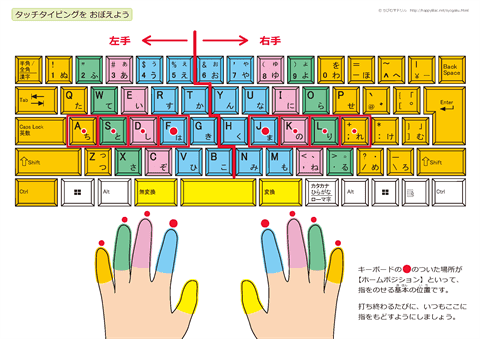 タッチタイピングを おぼえよう
左手 右手
半角/全角 漢字 ! 1ぬ " 2ふ # ぁ 3あ $ ぅ 4う % ぇ 5え & ぉ 6お ' ゃ 7や ( ゅ 8ゆ ) ょ 9よ を 0わ = -ほ ~ ^へ | ¥ー Back Space
Tab Q た W て E い R す T か Y ん U な I に O ら P せ ` @ ゛ { 「 [ ゜ Enter
Caps Lock 英数 A ち S と D し F は G き H く J ま K の L り + ; れ * : け } 」 ] む
Shift Z っ つ X さ C そ V ひ B こ N み M も < 、 , ね > 。 . る ? ・ / め _ \ ろ Shift
Ctrl Alt 無変換 変換 カタカナ ひらがな ローマ字 Alt Ctrl
キーボードの のついた場所が
【ホームポジション】といって、
指をのせる基本の位置です。
打ち終わるたびに、いつもここに
指をもどすようにしましょう。